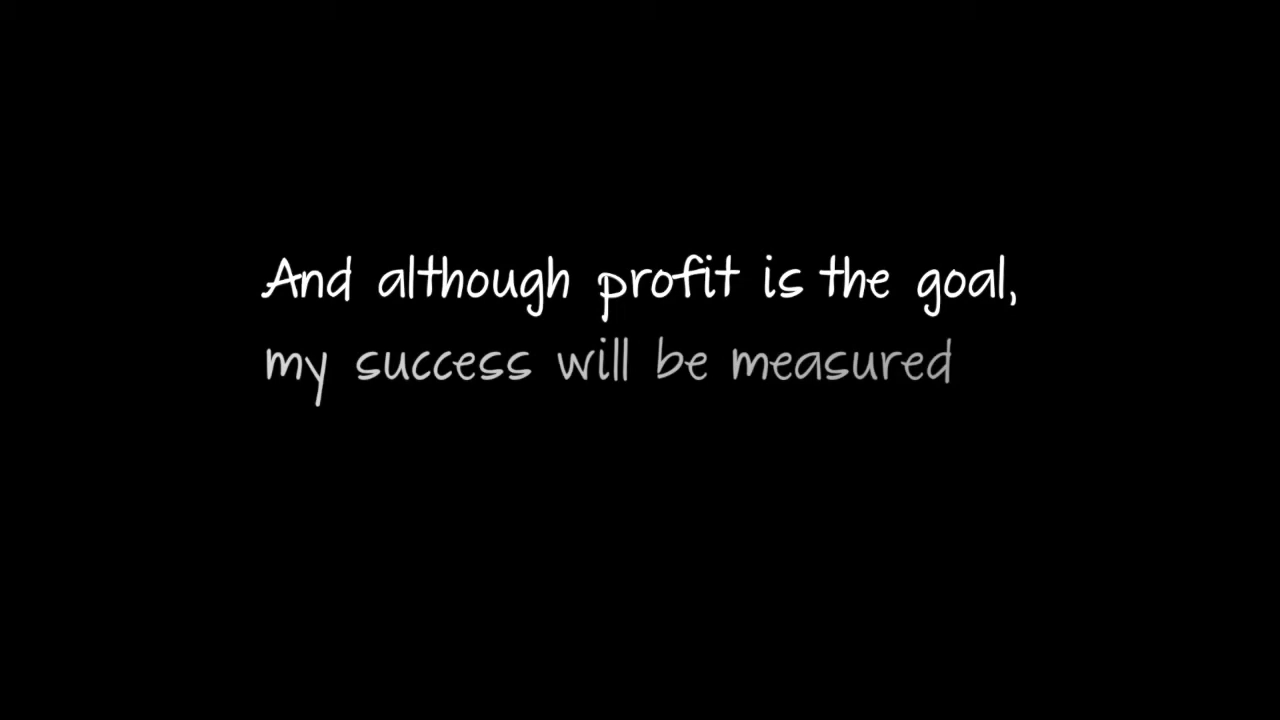 And although profit is the goal,
my success will be measured